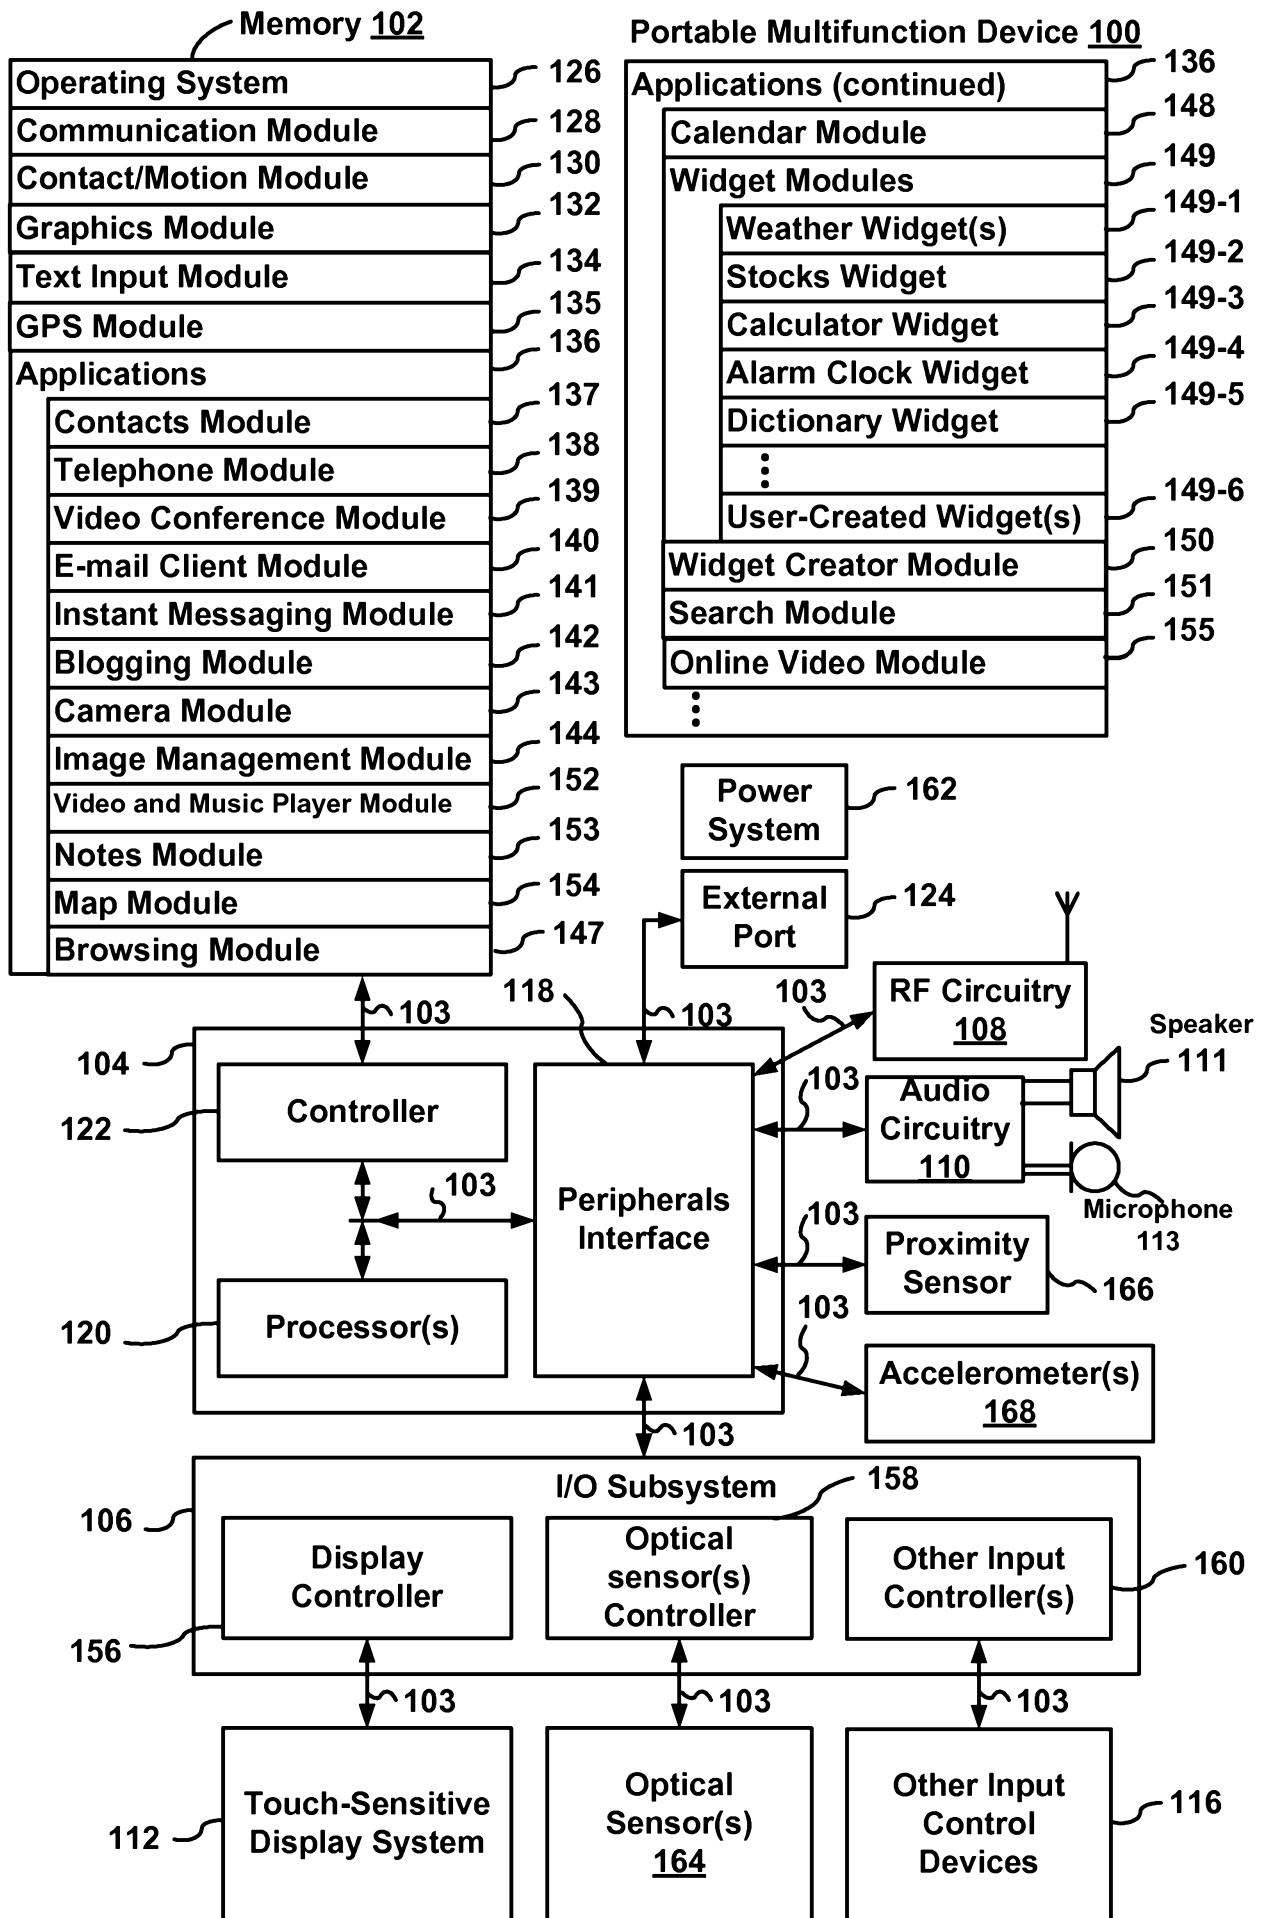 Memory 102
Operating System
126
Communication Module
128
Contact/Motion Module
130
Graphics Module
132
Text Input Module
134
GPS Module
135
Applications
136
Contacts Module
137
Telephone Module
138
Video Conference Module
139
E-mail Client Module
140
Instant Messaging Module
141
Blogging Module
142
Camera Module
143
Image Management Module
144
Video and Music Player Module
152
Notes Module
153
Map Module
154
Browsing Module
147
Portable Multifunction Device 100
Applications (continued)
136
Calendar Module
148
Widget Modules
149
Weather Widget(s)
149-1
Stocks Widget
149-2
Calculator Widget
149-3
Alarm Clock Widget
149-4
Dictionary Widget
149-5
User-Created Widget(s)
149-6
Widget Creator Module
150
Search Module
151
Online Video Module
155
Power
System
162
External
Port
124
103
118
103
103
RF Circuitry
108
104
Controller
122
103
Peripherals
Interface
Processor(s)
120
103
Audio
Circuitry
110
Speaker
111
Microphone
113
103
Proximity
Sensor
166
103
Accelerometer(s)
168
103
I/O Subsystem
106
158
Display
Controller
156
Optical
sensor(s)
Controller
Other Input
Controller(s)
160
103
103
103
Touch-Sensitive
Display System
112
Optical
Sensor(s)
164
Other Input
Control
Devices
116